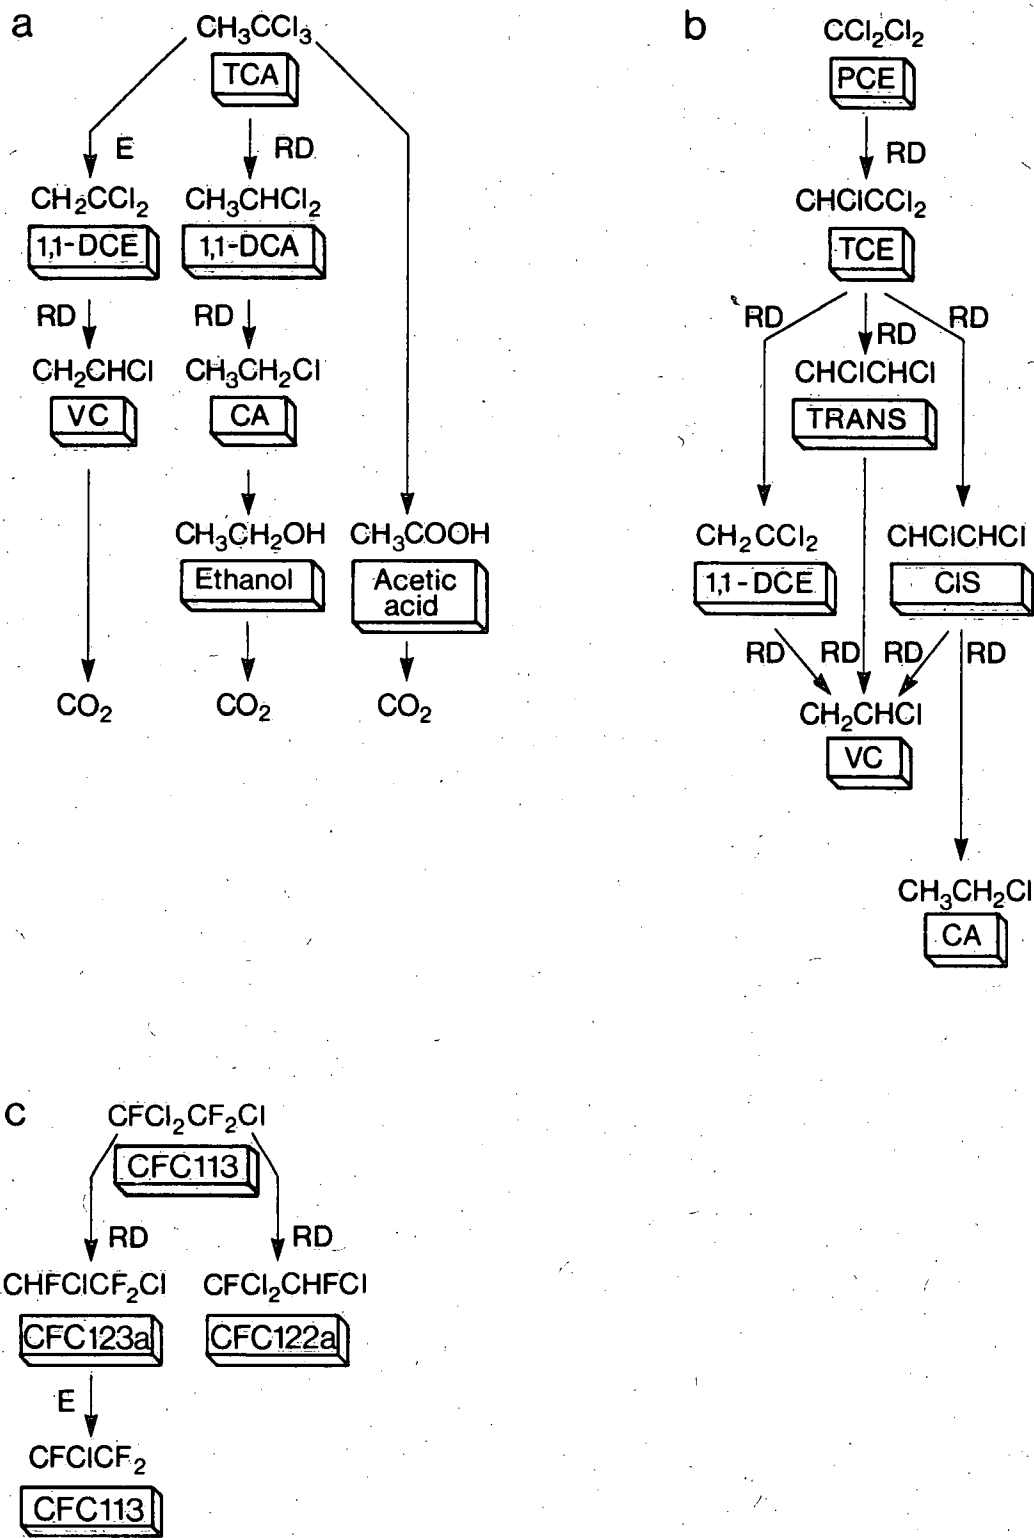 a
CH₃CCl₃
TCA
E
RD
CH₂CCl₂
CH₃CHCl₂
1,1-DCE
1,1-DCA
RD
RD
CH₂CHCl
CH₃CH₂Cl
VC
CA
CH₃CH₂OH
CH₃COOH
Ethanol
Acetic
acid
CO₂
CO₂
CO₂
b
CCl₂Cl₂
PCE
RD
CHClCCl₂
TCE
RD
RD
RD
CHClCHCl
TRANS
CH₂CCl₂
CHClCHCl
1,1-DCE
CIS
RD
RD
RD
RD
CH₂CHCl
VC
CH₃CH₂Cl
CA
c
CFCl₂CF₂Cl
CFC113
RD
RD
CHFClCF₂Cl
CFCl₂CHFCl
CFC123a
CFC122a
E
CFClCF₂
CFC113